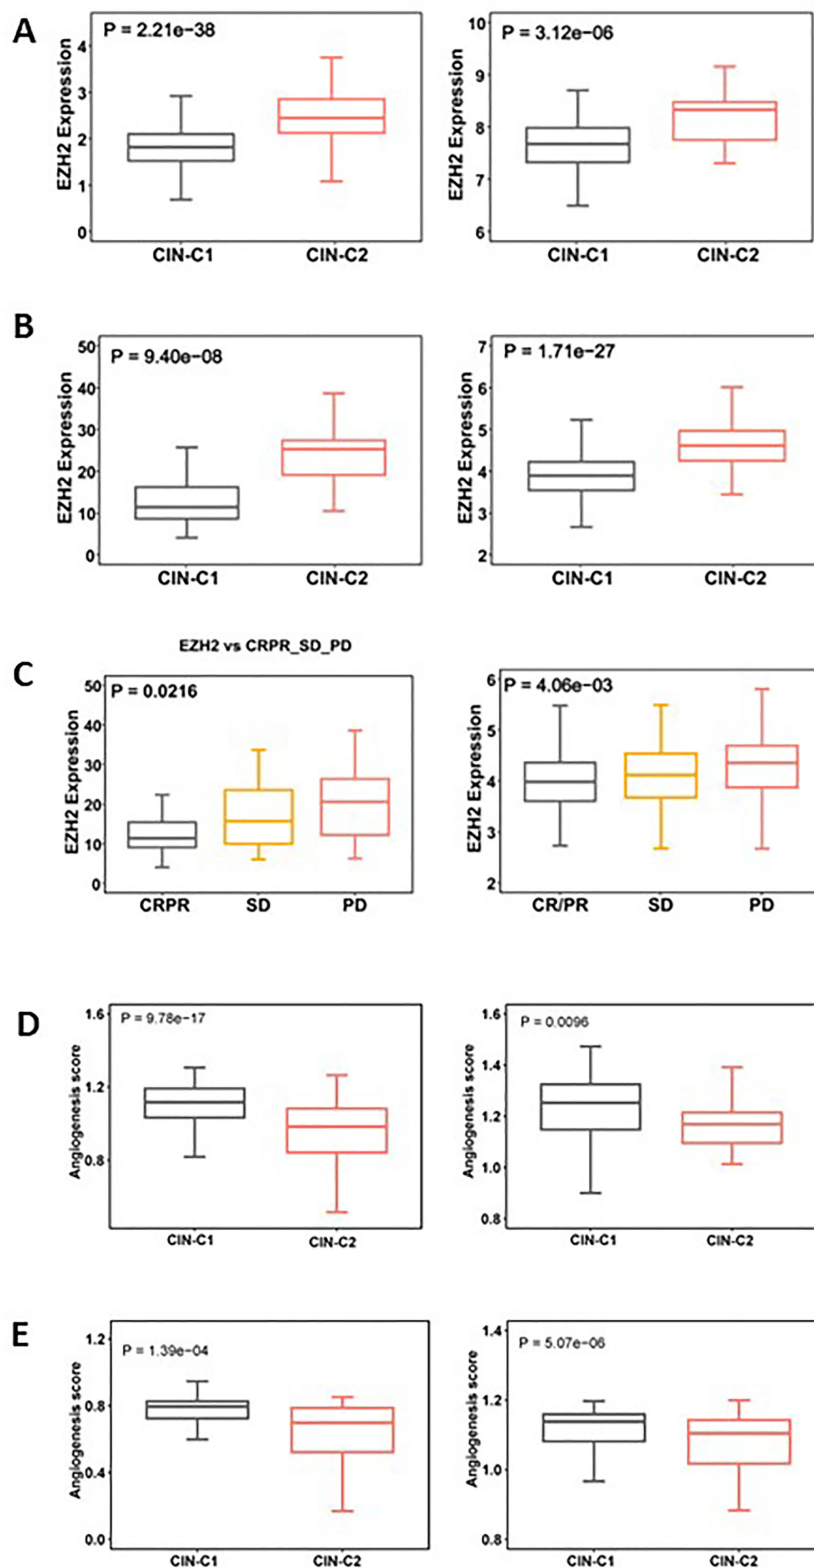 A
P = 2.21e−38
EZH2 Expression
4
3
2
1
0
CIN-C1
CIN-C2
P = 3.12e−06
EZH2 Expression
10
9
8
7
6
CIN-C1
CIN-C2
B
P = 9.40e−08
EZH2 Expression
50
40
30
20
10
0
CIN-C1
CIN-C2
P = 1.71e−27
EZH2 Expression
7
6
5
4
3
2
CIN-C1
CIN-C2
C
EZH2 vs CRPR_SD_PD
P = 0.0216
EZH2 Expression
50
40
30
20
10
0
CRPR
SD
PD
P = 4.06e−03
EZH2 Expression
6
5
4
3
2
CR/PR
SD
PD
D
P = 9.78e−17
Angiogenesis score
1.6
1.2
0.8
CIN-C1
CIN-C2
P = 0.0096
Angiogenesis score
1.6
1.4
1.2
1.0
0.8
CIN-C1
CIN-C2
E
P = 1.39e−04
Angiogenesis score
1.2
0.8
0.4
0.0
CIN-C1
CIN-C2
P = 5.07e−06
Angiogenesis score
1.4
1.2
1.0
0.8
CIN-C1
CIN-C2